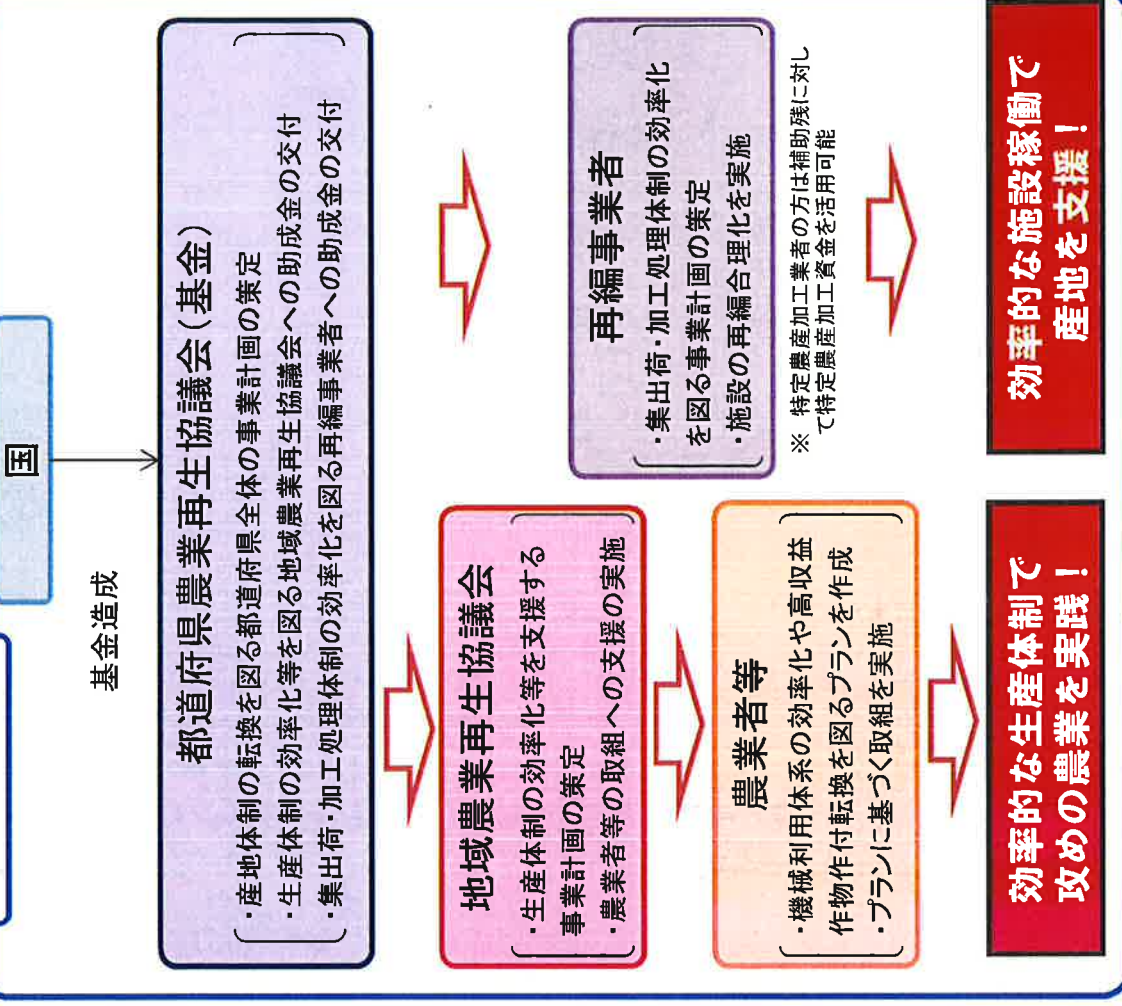 国
基金造成
都道府県農業再生協議会(基金)
・産地体制の転換を図る都道府県全体の事業計画の策定
・生産体制の効率化等を図る地域農業再生協議会への助成金の交付
・集出荷・加工処理体制の効率化を図る再編事業者への助成金の交付
地域農業再生協議会
・生産体制の効率化等を支援する
事業計画の策定
・農業者等の取組への支援の実施
農業者等
・機械利用体系の効率化や高収益
作物作付転換を図るプランを作成
・プランに基づく取組を実施
効率的な生産体制で
攻めの農業を実践！
再編事業者
・集出荷・加工処理体制の効率化
を図る事業計画の策定
・施設の再編合理化を実施
※ 特定農産加工業者の方は補助残に対し
て特定農産加工資金を活用可能
効率的な施設稼働で
産地を支援！